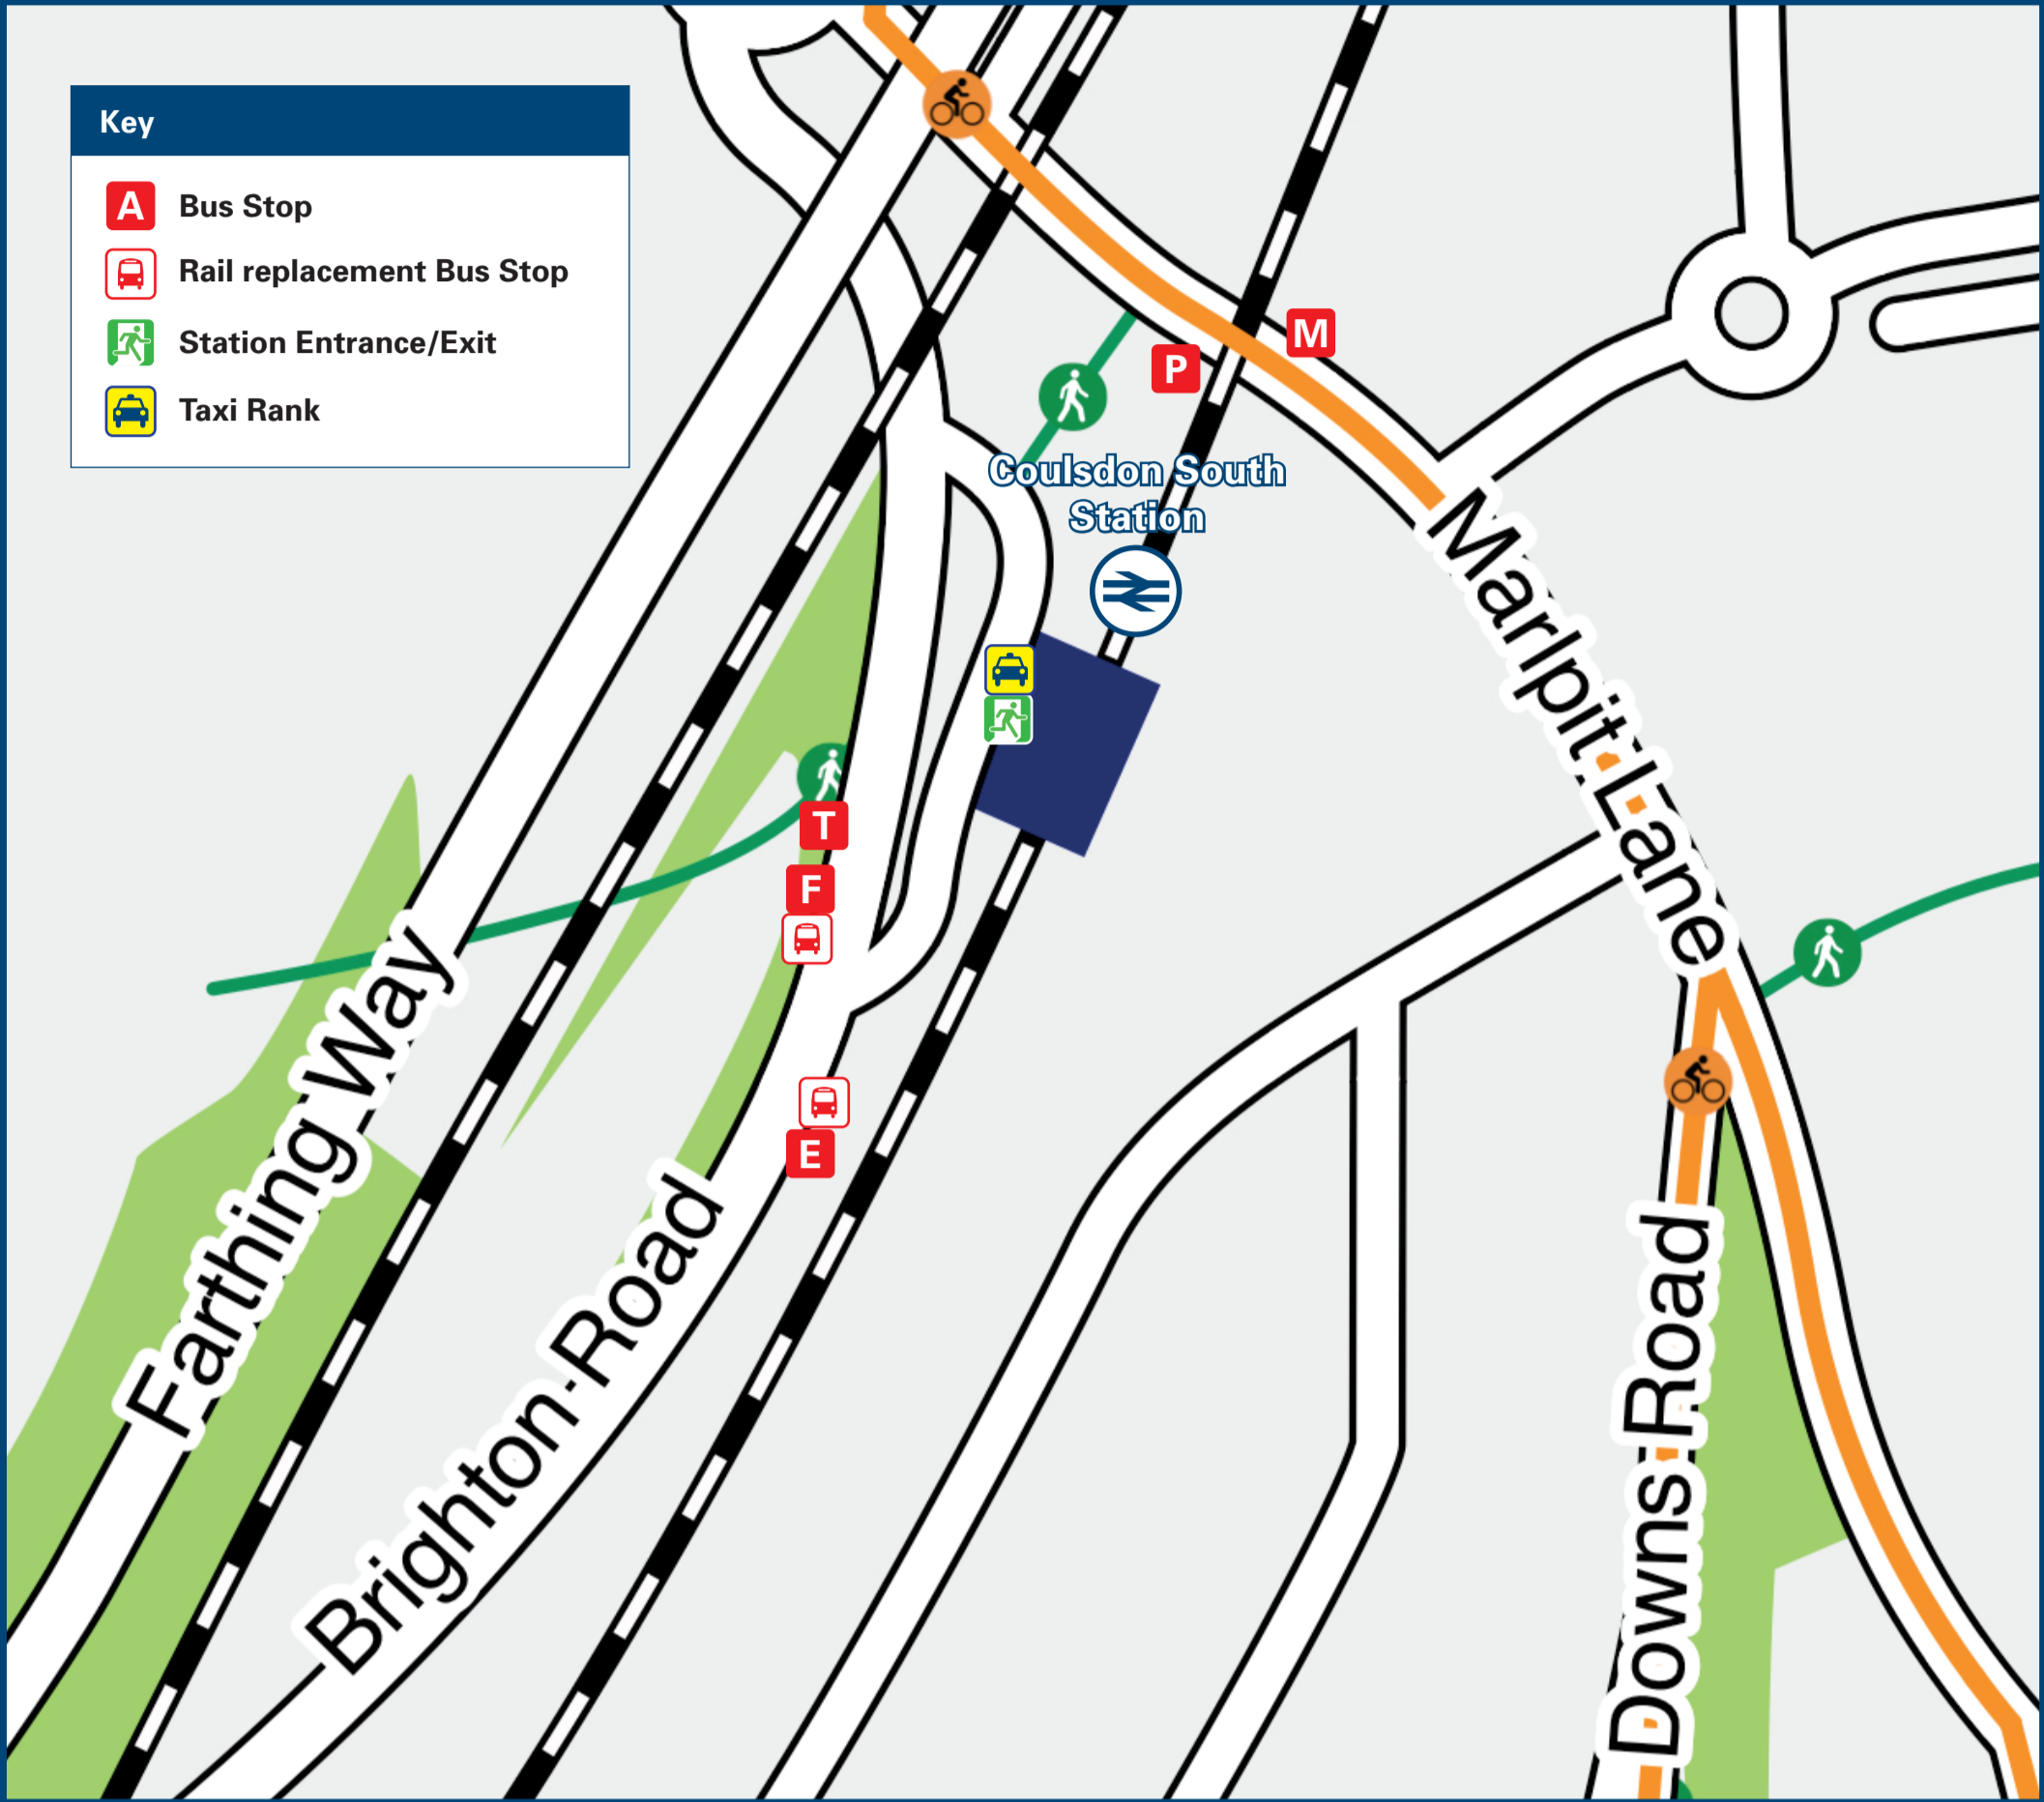 Key
A Bus Stop
Rail replacement Bus Stop
Station Entrance/Exit
Taxi Rank
M
P
Coulsdon South
Station
Marlpit Lane
T
F
E
Farthing Way
Brighton Road
Downs Road